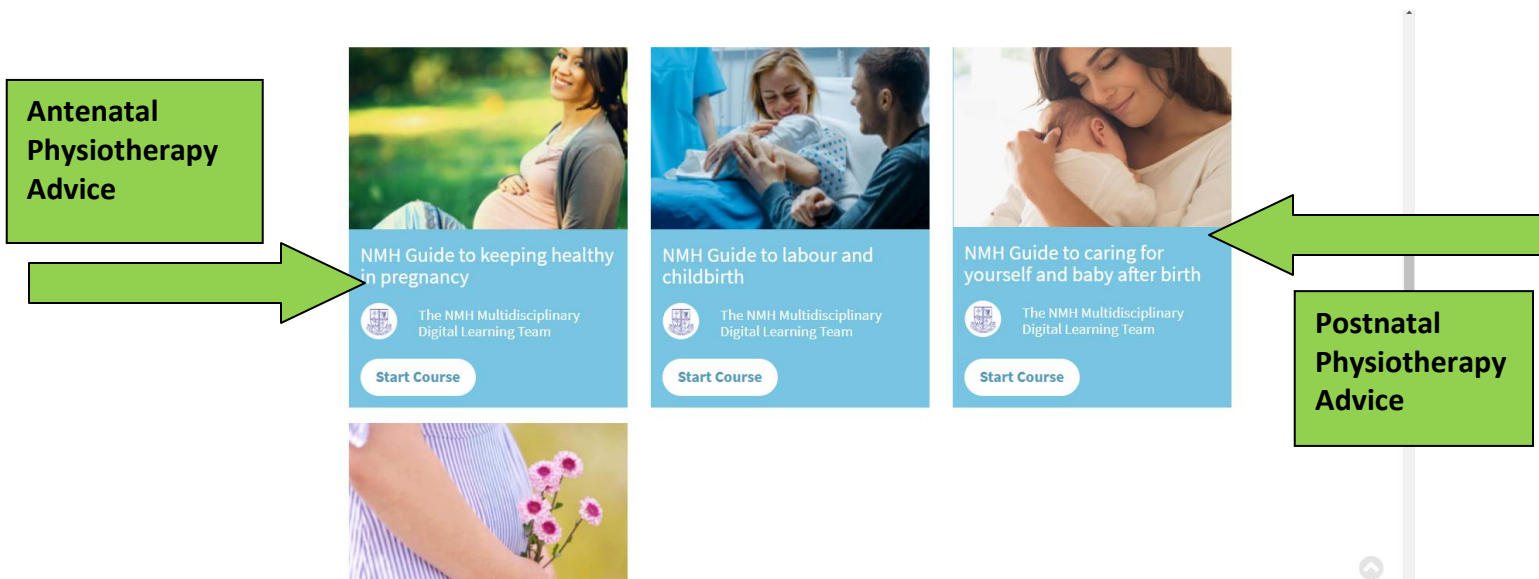 Antenatal
Physiotherapy
Advice
NMH Guide to keeping healthy
in pregnancy
The NMH Multidisciplinary
Digital Learning Team
Start Course
NMH Guide to labour and
childbirth
The NMH Multidisciplinary
Digital Learning Team
Start Course
NMH Guide to caring for
yourself and baby after birth
The NMH Multidisciplinary
Digital Learning Team
Start Course
Postnatal
Physiotherapy
Advice